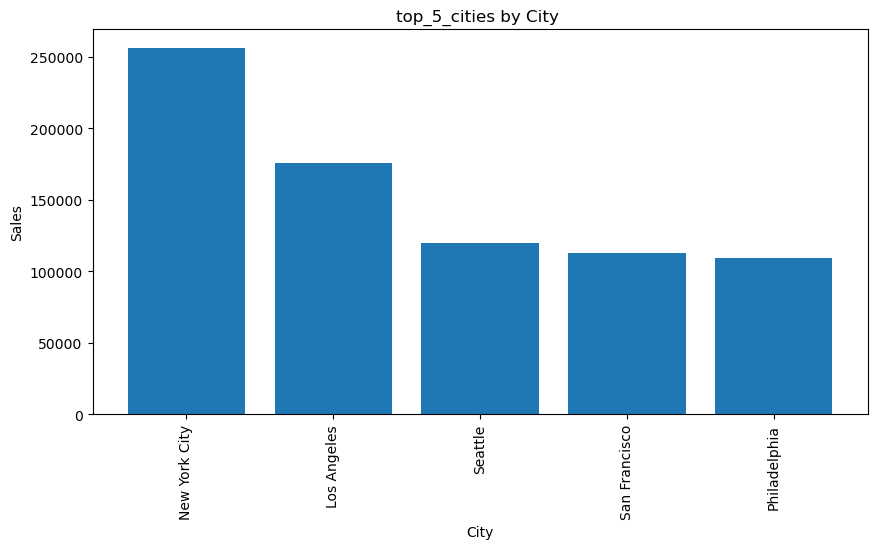 top_5_cities by City
Sales
250000
200000
150000
100000
50000
0
New York City
Los Angeles
Seattle
San Francisco
Philadelphia
City